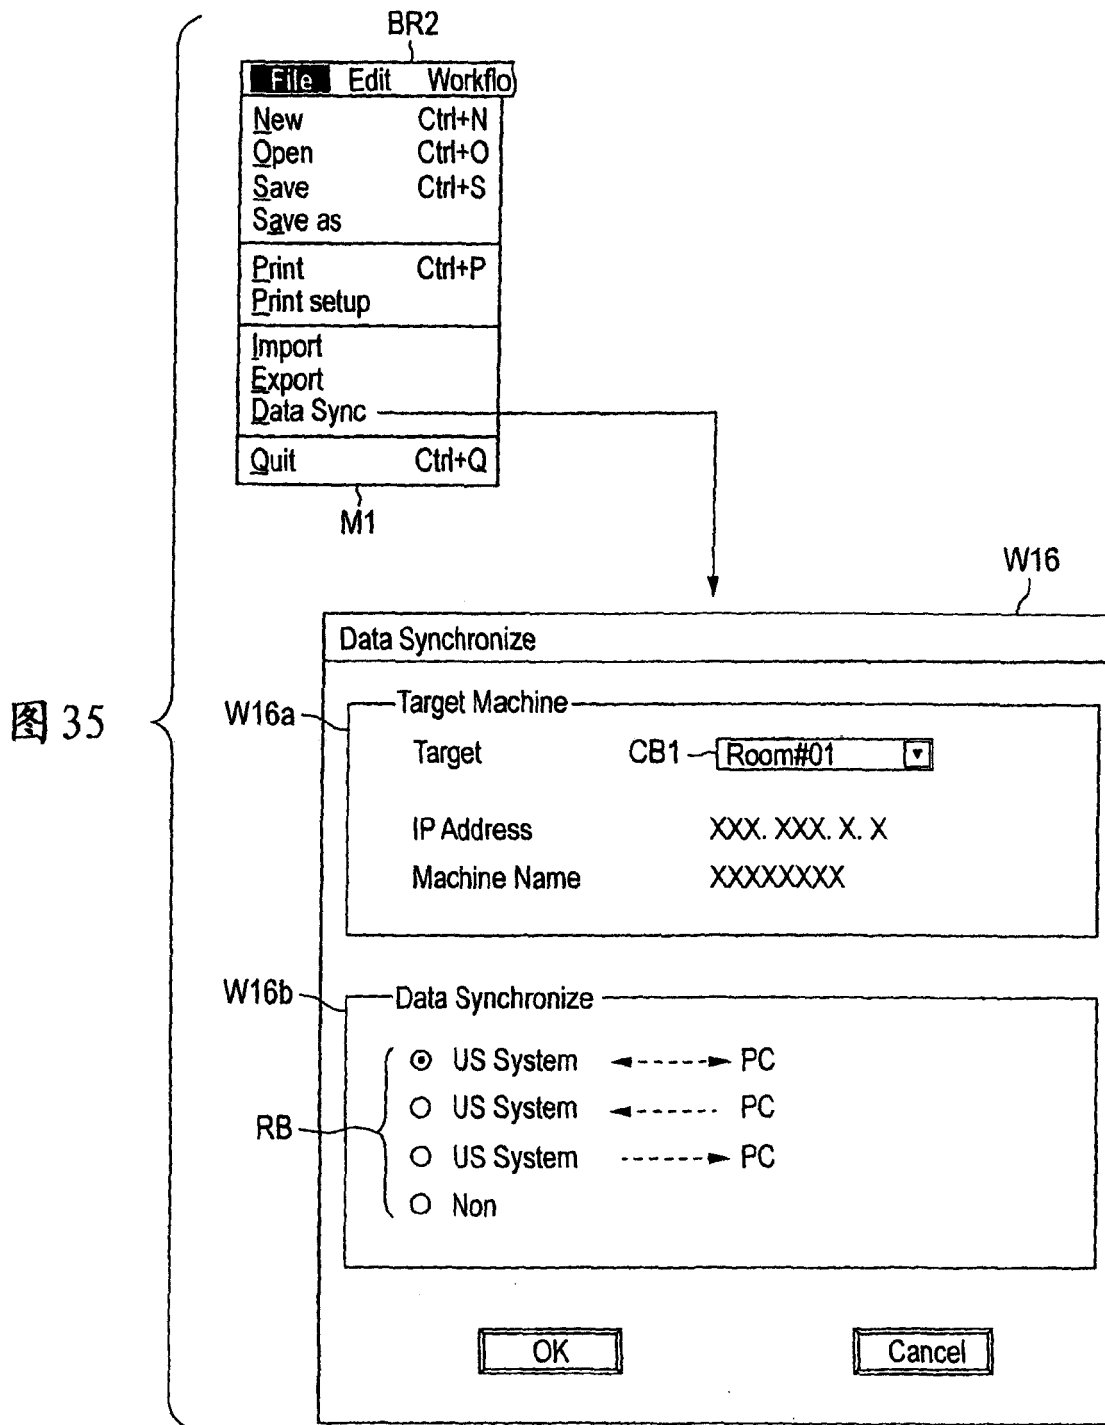 BR2
File Edit Workflo
New Ctrl+N
Open Ctrl+O
Save Ctrl+S
Save as
Print Ctrl+P
Print setup
Import
Export
Data Sync
Quit Ctrl+Q
M1
W16
Data Synchronize
图 35
W16a
Target Machine
Target CB1 Room#01
IP Address XXX. XXX. X. X
Machine Name XXXXXXXX
W16b
Data Synchronize
US System PC
US System PC
RB
US System PC
Non
OK Cancel